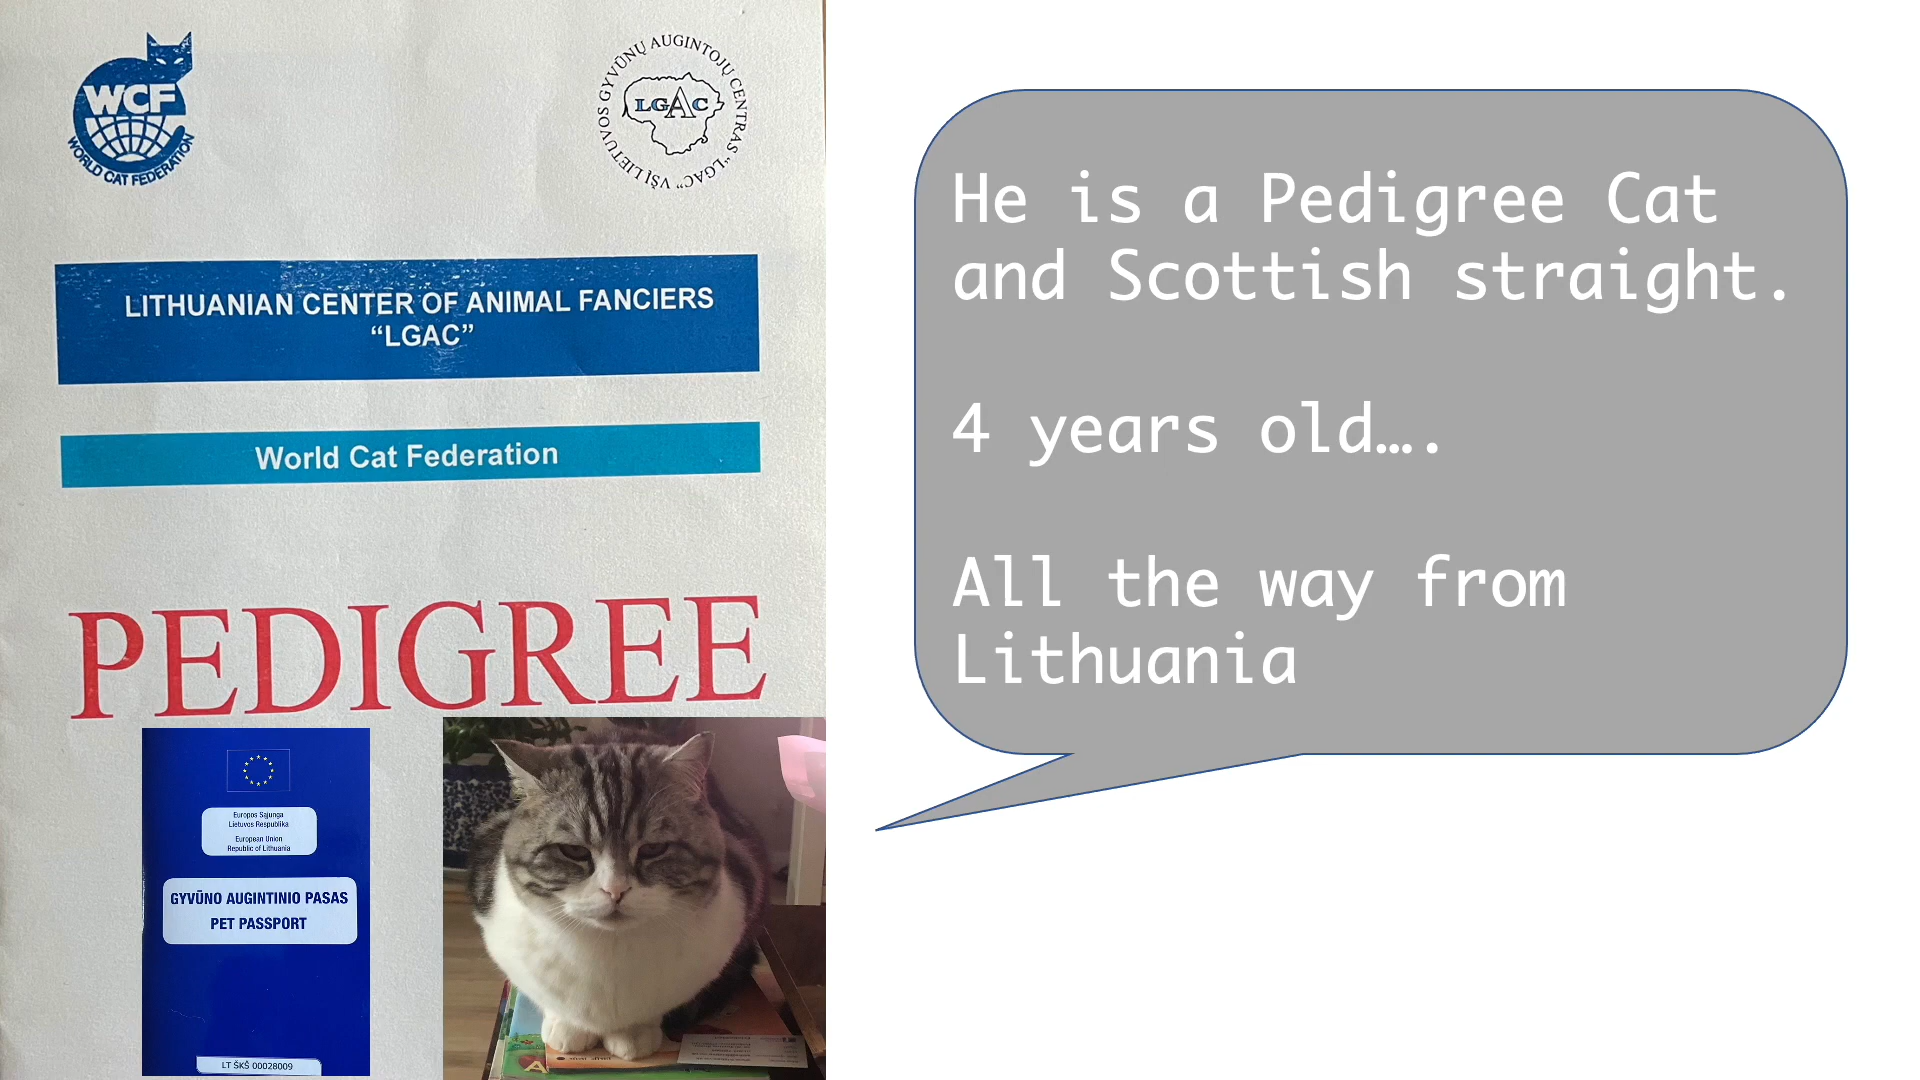 WCF
WORLD CAT FEDERATION
VŠĮ LIETUVOS GYVŪNŲ AUGINTOJŲ CENTRAS "LGAC"
LGAC
LITHUANIAN CENTER OF ANIMAL FANCIERS
“LGAC”
World Cat Federation
PEDIGREE
Europos Sąjunga
Lietuvos Respublika
European Union
Republic of Lithuania
GYVŪNO AUGINTINIO PASAS
PET PASSPORT
LT ŠKŠ 00028009
He is a Pedigree Cat
and Scottish straight.
4 years old….
All the way from
Lithuania